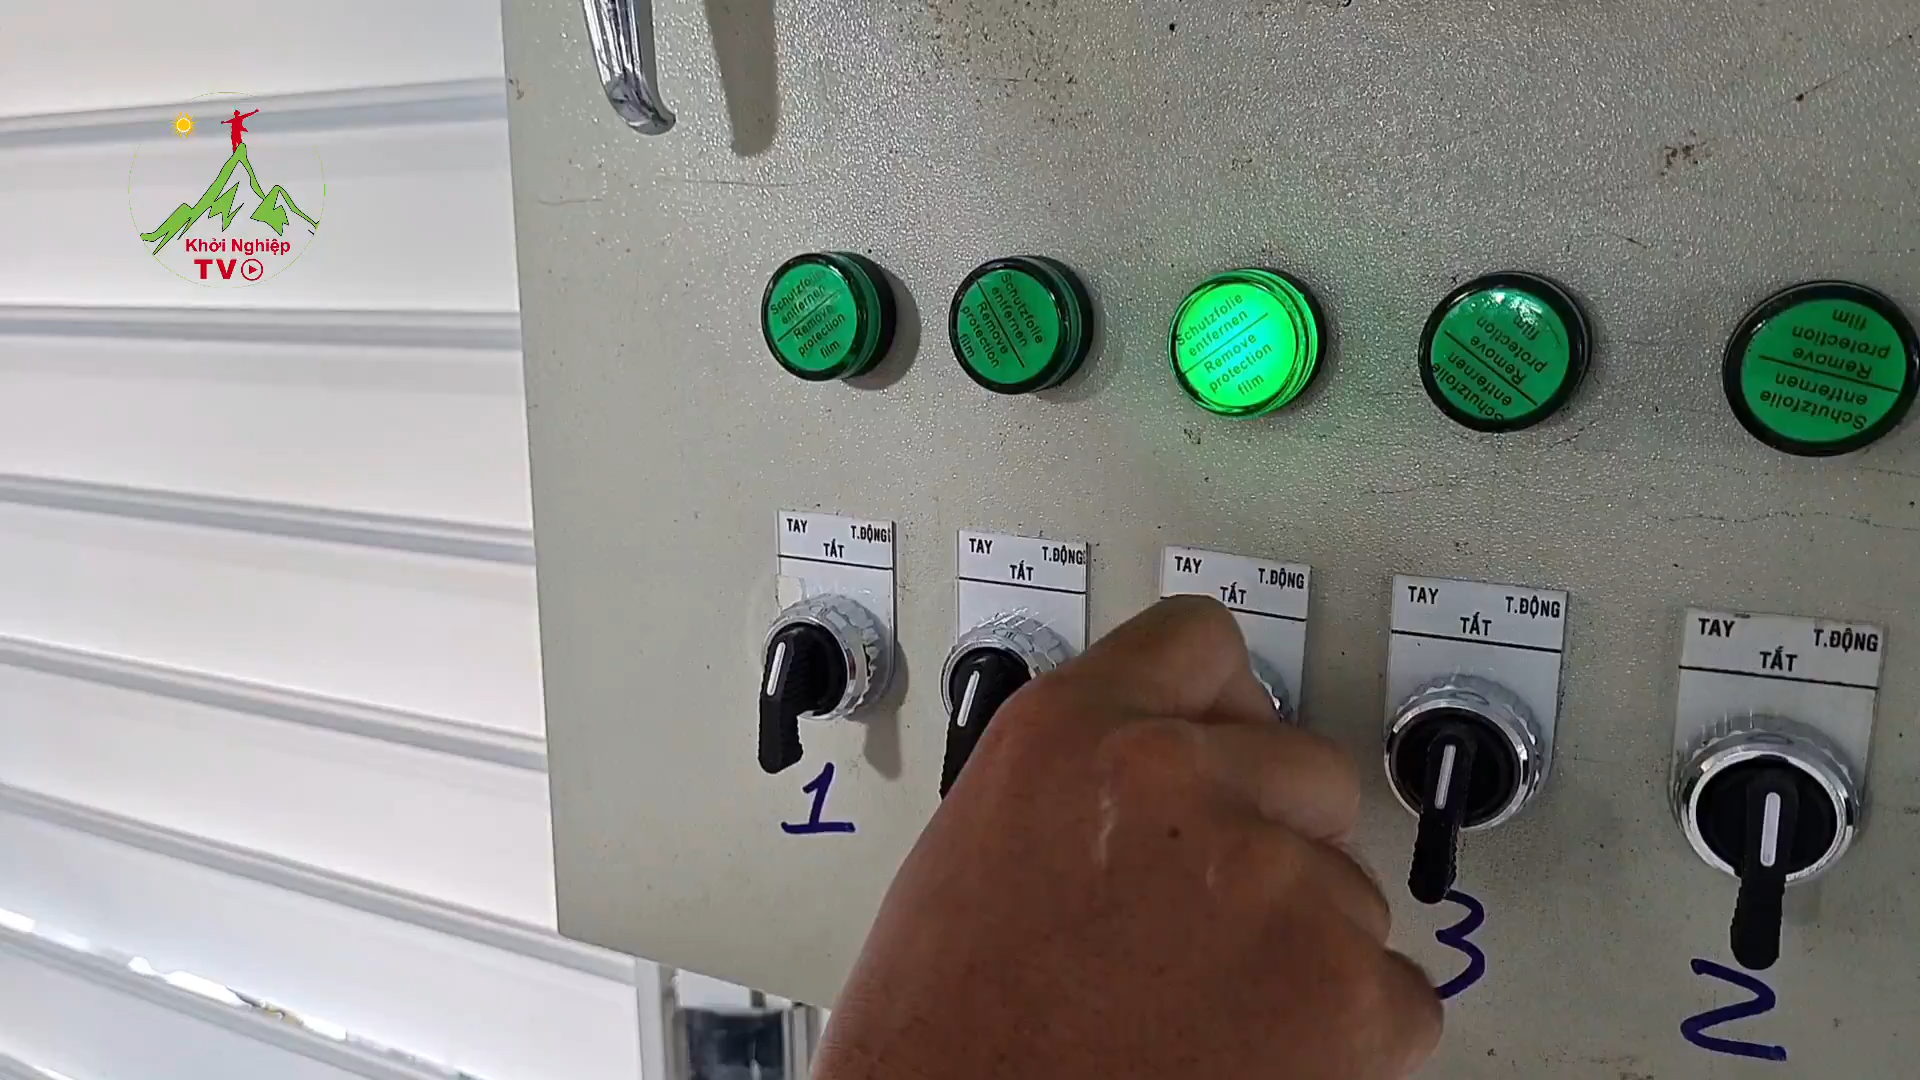 Khởi Nghiệp
TV
Schutzfolie
entfernen
Remove
protection
film
Schutzfolie
entfernen
Remove
protection
film
Schutzfolie
entfernen
Remove
protection
film
Schutzfolie
entfernen
Remove
protection
film
Schutzfolie
entfernen
Remove
protection
film
TAY T.ĐỘNG
TẮT
TAY T.ĐỘNG
TẮT
TAY T.ĐỘNG
TẮT
TAY T.ĐỘNG
TẮT
TAY T.ĐỘNG
TẮT
1
3
2